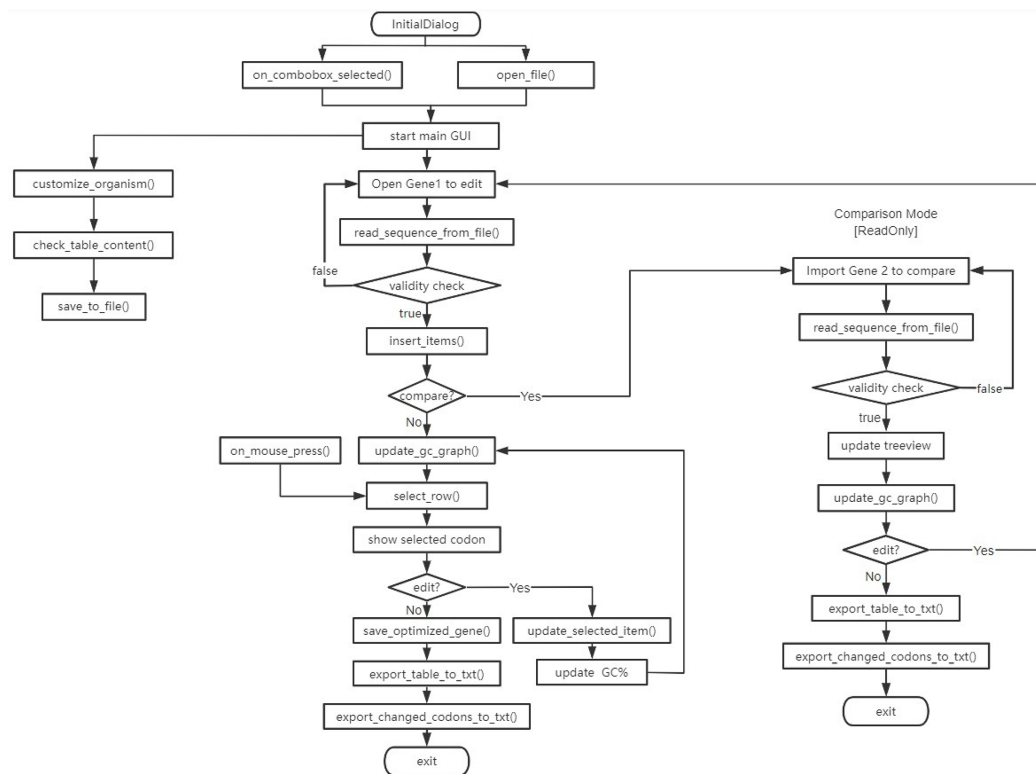 InitialDialog
on_combobox_selected()
open_file()
start main GUI
customize_organism()
check_table_content()
save_to_file()
Open Gene1 to edit
read_sequence_from_file()
false
validity check
true
insert_items()
compare?
Yes
No
on_mouse_press()
update_gc_graph()
select_row()
show selected codon
edit?
Yes
No
save_optimized_gene()
update_selected_item()
export_table_to_txt()
update GC%
export_changed_codons_to_txt()
exit
Comparison Mode
[ReadOnly]
Import Gene 2 to compare
read_sequence_from_file()
validity check
false
true
update treeview
update_gc_graph()
edit?
Yes
No
export_table_to_txt()
export_changed_codons_to_txt()
exit